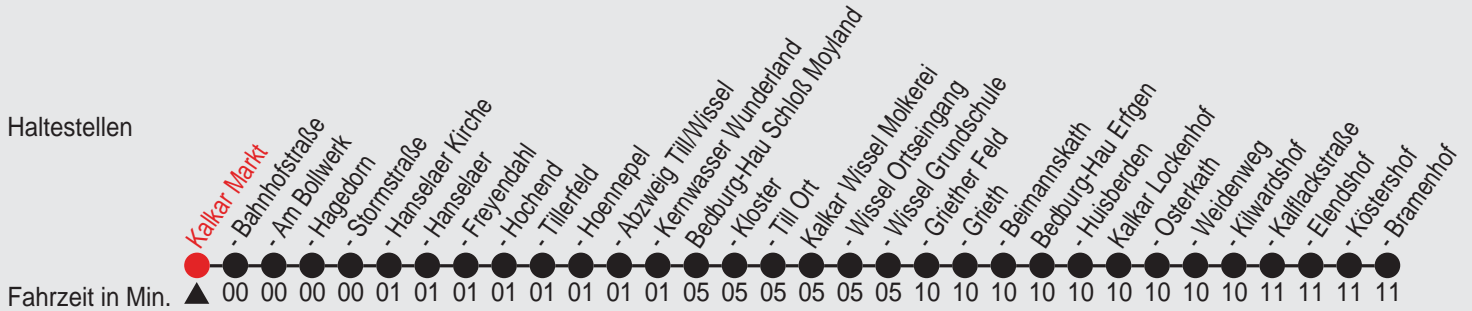 Haltestellen
Kalkar Markt
- Bahnhofstraße
- Am Bollwerk
- Hagedorn
- Stormstraße
- Hanselaer Kirche
- Hanselaer
- Freyendahl
- Hochend
- Tillerfeld
- Hoennepel
- Abzweig Till/Wissel
- Kernwasser Wunderland
Bedburg-Hau Schloß Moyland
- Kloster
- Till Ort
Kalkar Wissel Molkerei
- Wissel Ortseingang
- Wissel Grundschule
- Griether Feld
- Grieth
- Beimannskath
Bedburg-Hau Erfgen
- Huisberden
Kalkar Lockenhof
- Osterkath
- Weidenweg
- Kilwardshof
- Kalflackstraße
- Elendshof
- Köstershof
- Bramenhof
Fahrzeit in Min. ▲ 00 00 00 00 01 01 01 01 01 01 01 01 05 05 05 05 05 05 10 10 10 10 10 10 10 10 10 11 11 11 11